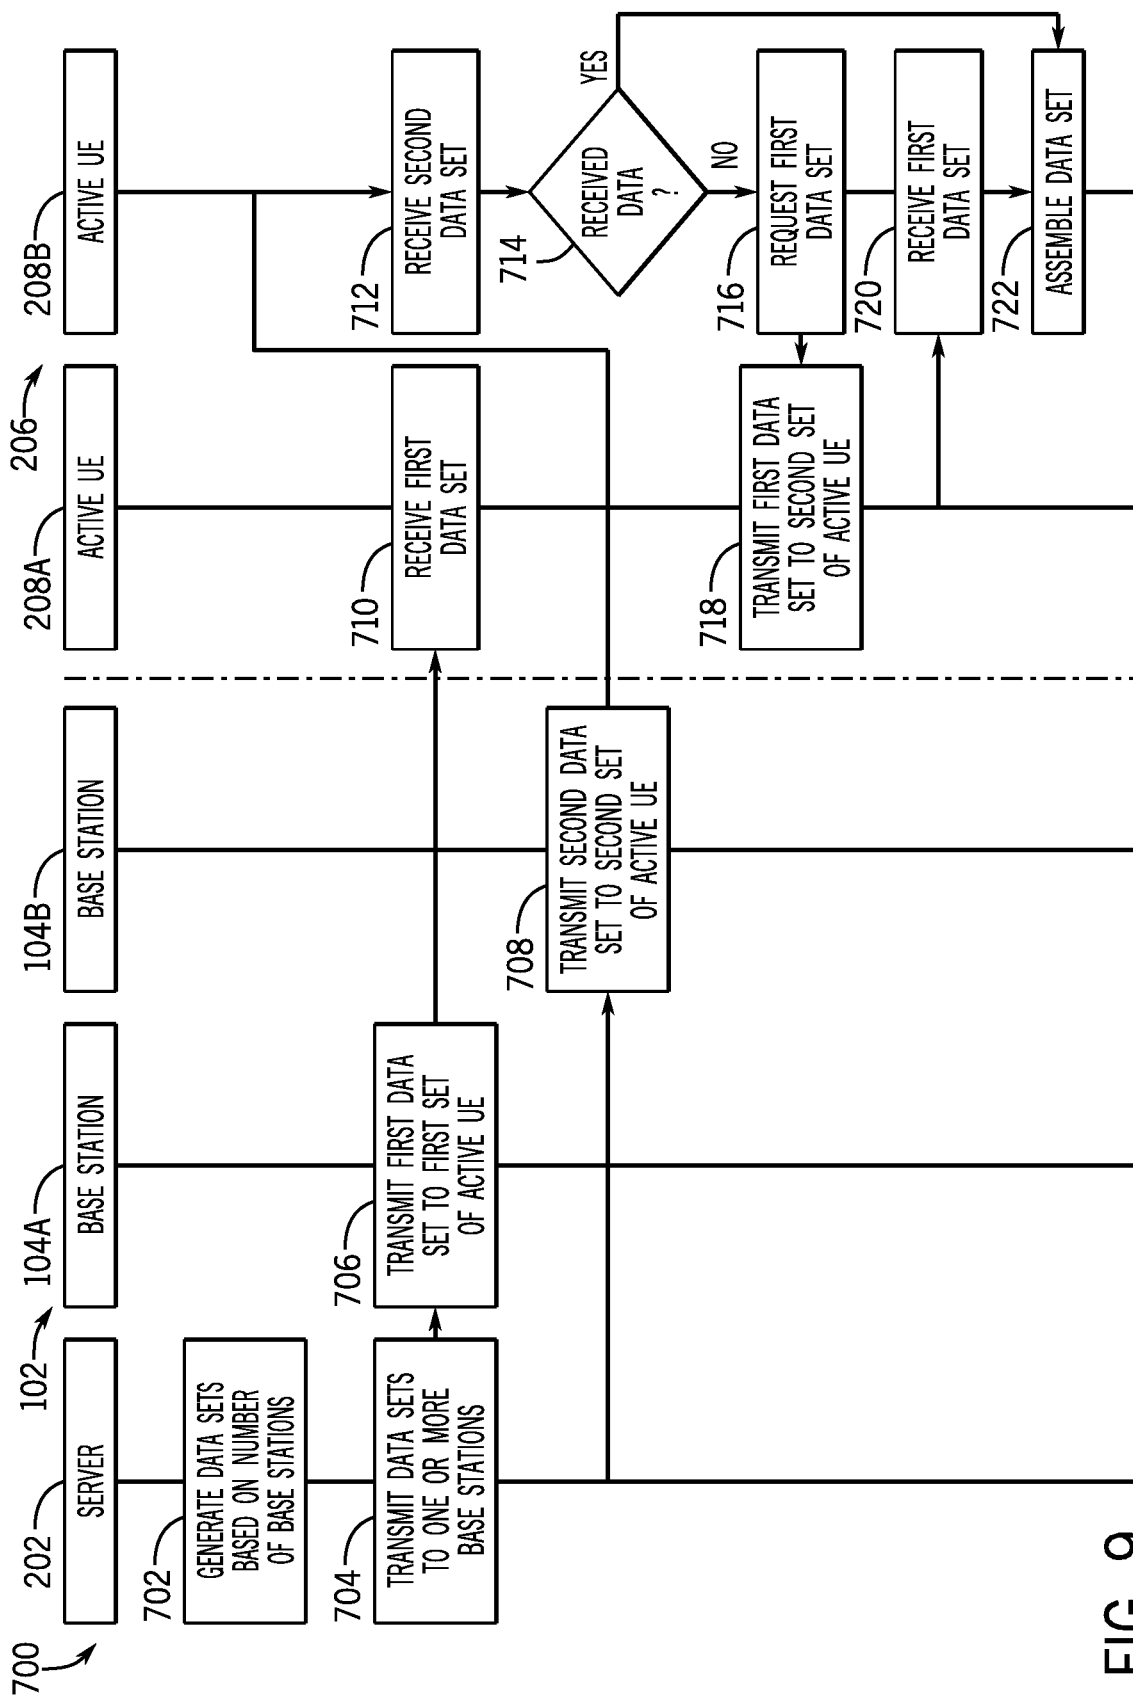 700
202
102
104A
104B
208A
206
208B
SERVER
BASE STATION
BASE STATION
ACTIVE UE
ACTIVE UE
702
GENERATE DATA SETS
BASED ON NUMBER
OF BASE STATIONS
704
TRANSMIT DATA SETS
TO ONE OR MORE
BASE STATIONS
706
TRANSMIT FIRST DATA
SET TO FIRST SET
OF ACTIVE UE
710
RECEIVE FIRST
DATA SET
712
RECEIVE SECOND
DATA SET
708
TRANSMIT SECOND DATA
SET TO SECOND SET
OF ACTIVE UE
714
RECEIVED
DATA
?
YES
NO
716
REQUEST FIRST
DATA SET
718
TRANSMIT FIRST DATA
SET TO SECOND SET
OF ACTIVE UE
720
RECEIVE FIRST
DATA SET
722
ASSEMBLE DATA SET
FIG. 9